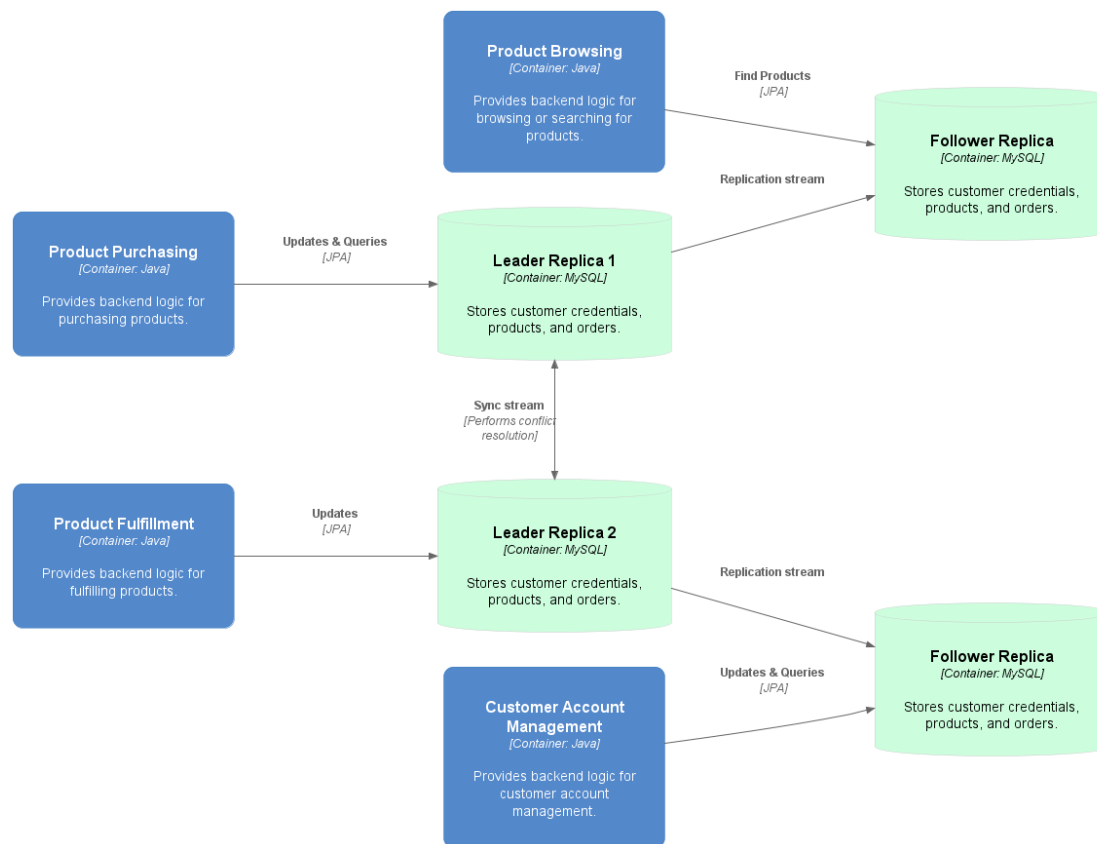 Product Browsing
[Container: Java]
Provides backend logic for
browsing or searching for
products.
Find Products
[JPA]
Follower Replica
[Container: MySQL]
Stores customer credentials,
products, and orders.
Replication stream
Product Purchasing
[Container: Java]
Provides backend logic for
purchasing products.
Updates & Queries
[JPA]
Leader Replica 1
[Container: MySQL]
Stores customer credentials,
products, and orders.
Sync stream
[Performs conflict
resolution]
Product Fulfillment
[Container: Java]
Provides backend logic for
fulfilling products.
Updates
[JPA]
Leader Replica 2
[Container: MySQL]
Stores customer credentials,
products, and orders.
Replication stream
Follower Replica
[Container: MySQL]
Stores customer credentials,
products, and orders.
Updates & Queries
[JPA]
Customer Account
Management
[Container: Java]
Provides backend logic for
customer account
management.